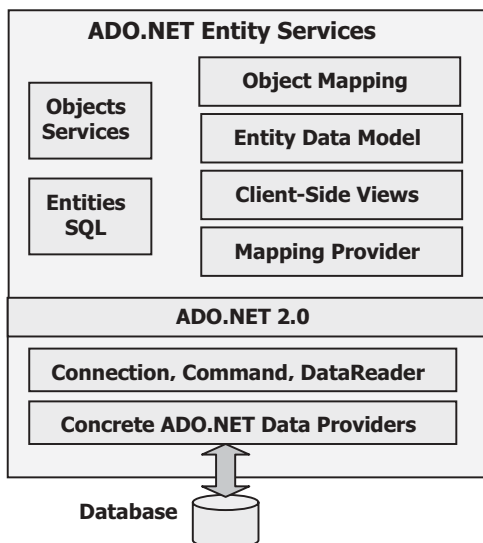 ADO.NET Entity Services
Objects
Services
Entities
SQL
Object Mapping
Entity Data Model
Client-Side Views
Mapping Provider
ADO.NET 2.0
Connection, Command, DataReader
Concrete ADO.NET Data Providers
Database